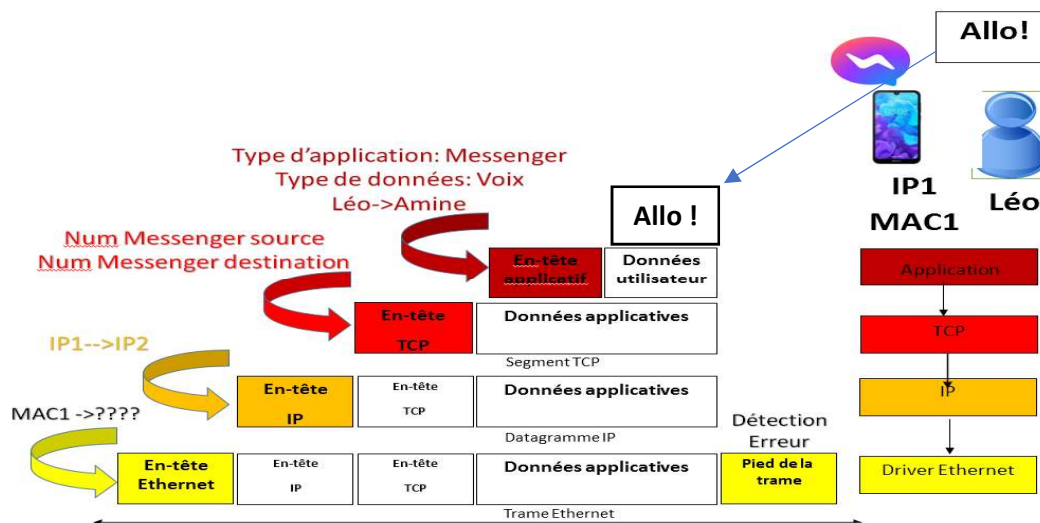 Allo!
Type d'application: Messenger
Type de données: Voix
Léo->Amine
Allo !
IP1
MAC1
Léo
Num Messenger source
Num Messenger destination
En-tête
applicatif
Données
utilisateur
Application
En-tête
TCP
Données applicatives
TCP
Segment TCP
IP1-->IP2
En-tête
IP
En-tête
TCP
Données applicatives
IP
Datagramme IP
MAC1 ->????
Détection
Erreur
En-tête
Ethernet
En-tête
IP
En-tête
TCP
Données applicatives
Pied de la
trame
Driver Ethernet
Trame Ethernet